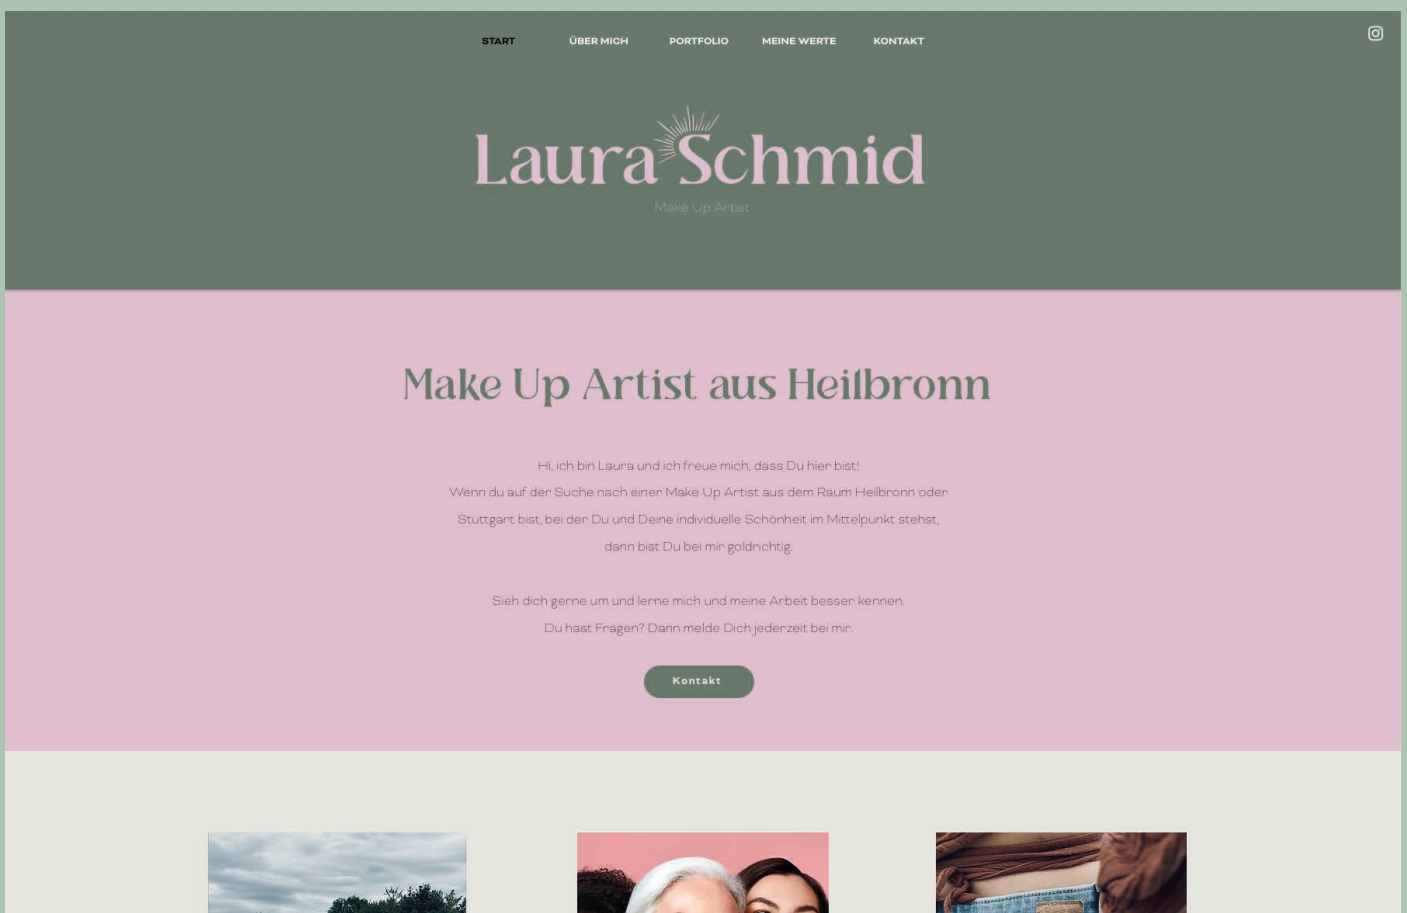 START ÜBER MICH PORTFOLIO MEINE WERTE KONTAKT
Laura Schmid
Make Up Artist
Make Up Artist aus Heilbronn
Hi, ich bin Laura und ich freue mich, dass Du hier bist!
Wenn du auf der Suche nach einer Make Up Artist aus dem Raum Heilbronn oder
Stuttgart bist, bei der Du und Deine individuelle Schönheit im Mittelpunkt stehst,
dann bist Du bei mir goldrichtig.
Sieh dich gerne um und lerne mich und meine Arbeit besser kennen.
Du hast Fragen? Dann melde Dich jederzeit bei mir.
Kontakt